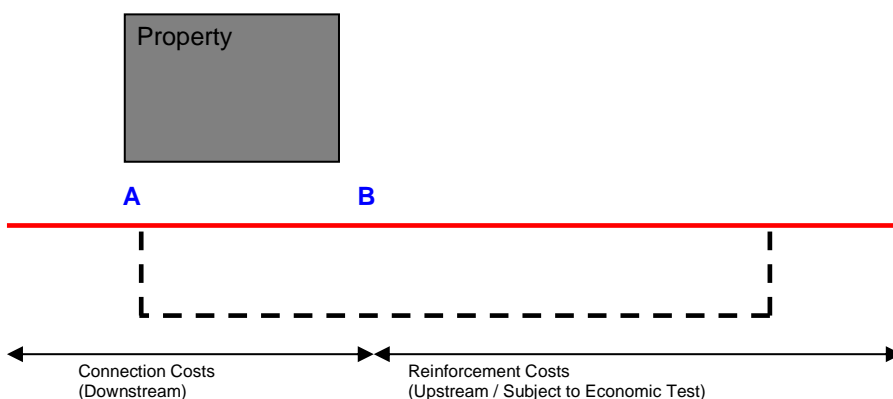 Property
A
B
Connection Costs
(Downstream)
Reinforcement Costs
(Upstream / Subject to Economic Test)